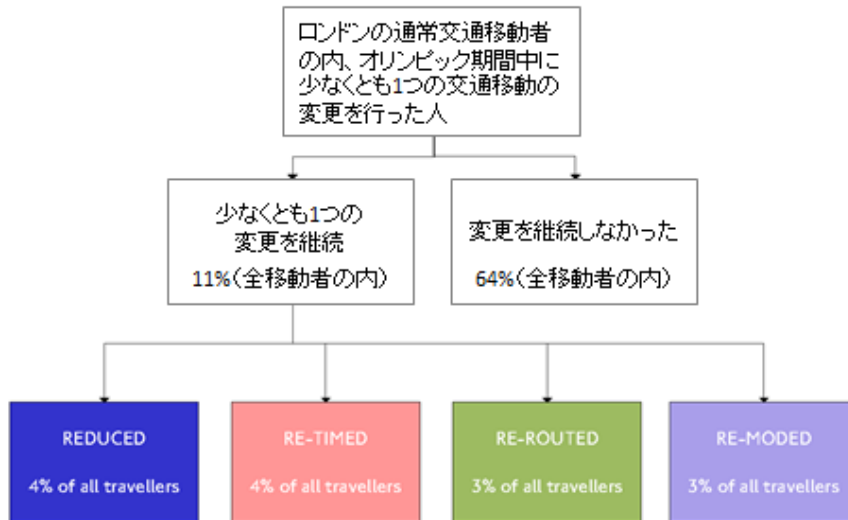 ロンドンの通常交通移動者
の内、オリンピック期間中に
少なくとも1つの交通移動の
変更を行った人
少なくとも1つの
変更を継続
11%(全移動者の内)
変更を継続しなかった
64%(全移動者の内)
REDUCED
4% of all travellers
RE-TIMED
4% of all travellers
RE-ROUTED
3% of all travellers
RE-MODED
3% of all travellers